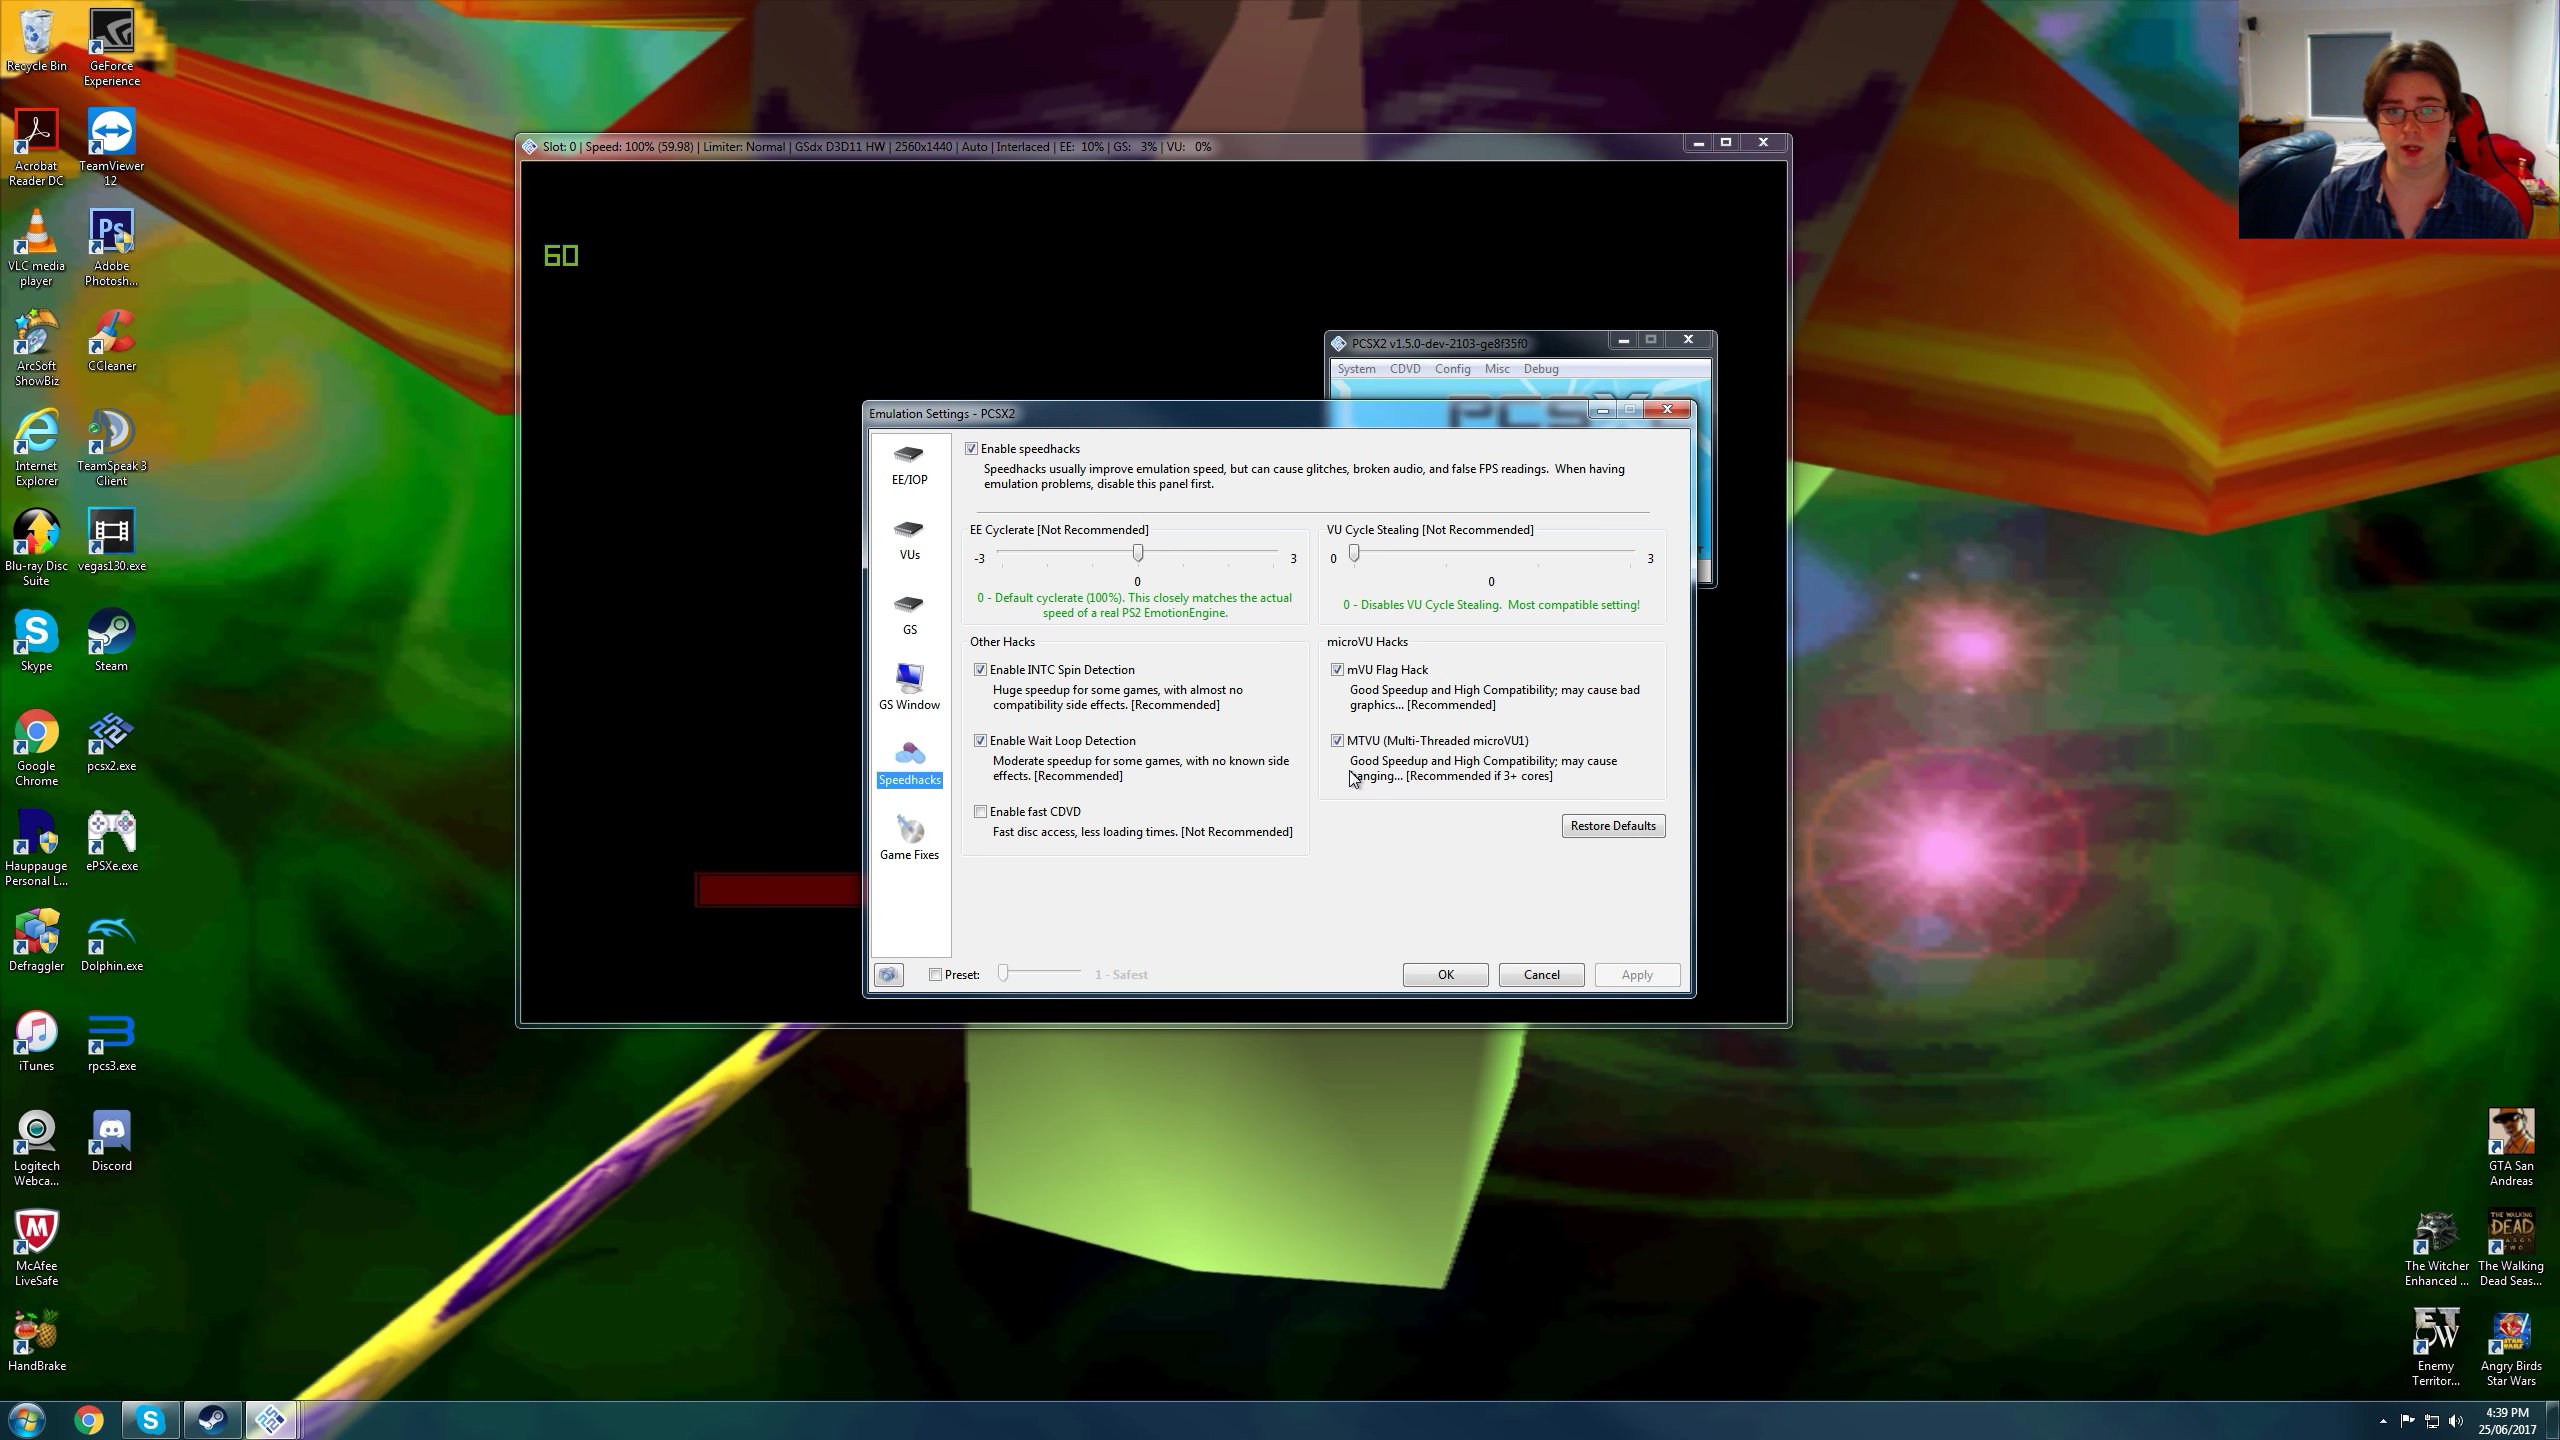 Recycle Bin
GeForce
Experience
Acrobat
Reader DC
TeamViewer
12
VLC media
player
Adobe
Photosh...
ArcSoft
ShowBiz
CCleaner
Internet
Explorer
TeamSpeak 3
Client
Blu-ray Disc
Suite
vegas130.exe
Skype
Steam
Google
Chrome
pcsx2.exe
Hauppauge
Personal L...
ePSXe.exe
Defraggler
Dolphin.exe
iTunes
rpcs3.exe
Logitech
Webca...
Discord
McAfee
LiveSafe
HandBrake
Slot: 0 | Speed: 100% (59.98) | Limiter: Normal | GSdx D3D11 HW | 2560x1440 | Auto | Interlaced | EE: 10% | GS: 3% | VU: 0%
60
PCSX2 v1.5.0-dev-2103-ge8f35f0
System CDVD Config Misc Debug
Emulation Settings - PCSX2
EE/IOP
VUs
GS
GS Window
Speedhacks
Game Fixes
Enable speedhacks
Speedhacks usually improve emulation speed, but can cause glitches, broken audio, and false FPS readings. When having
emulation problems, disable this panel first.
EE Cyclerate [Not Recommended]
-3 3
0
0 - Default cyclerate (100%). This closely matches the actual
speed of a real PS2 EmotionEngine.
VU Cycle Stealing [Not Recommended]
0 3
0
0 - Disables VU Cycle Stealing. Most compatible setting!
Other Hacks
Enable INTC Spin Detection
Huge speedup for some games, with almost no
compatibility side effects. [Recommended]
Enable Wait Loop Detection
Moderate speedup for some games, with no known side
effects. [Recommended]
Enable fast CDVD
Fast disc access, less loading times. [Not Recommended]
microVU Hacks
mVU Flag Hack
Good Speedup and High Compatibility; may cause bad
graphics... [Recommended]
MTVU (Multi-Threaded microVU1)
Good Speedup and High Compatibility; may cause
hanging... [Recommended if 3+ cores]
Restore Defaults
Preset: 1 - Safest
OK Cancel Apply
GTA San
Andreas
The Witcher
Enhanced ...
The Walking
Dead Seas...
Enemy
Territor...
Angry Birds
Star Wars
4:39 PM
25/06/2017